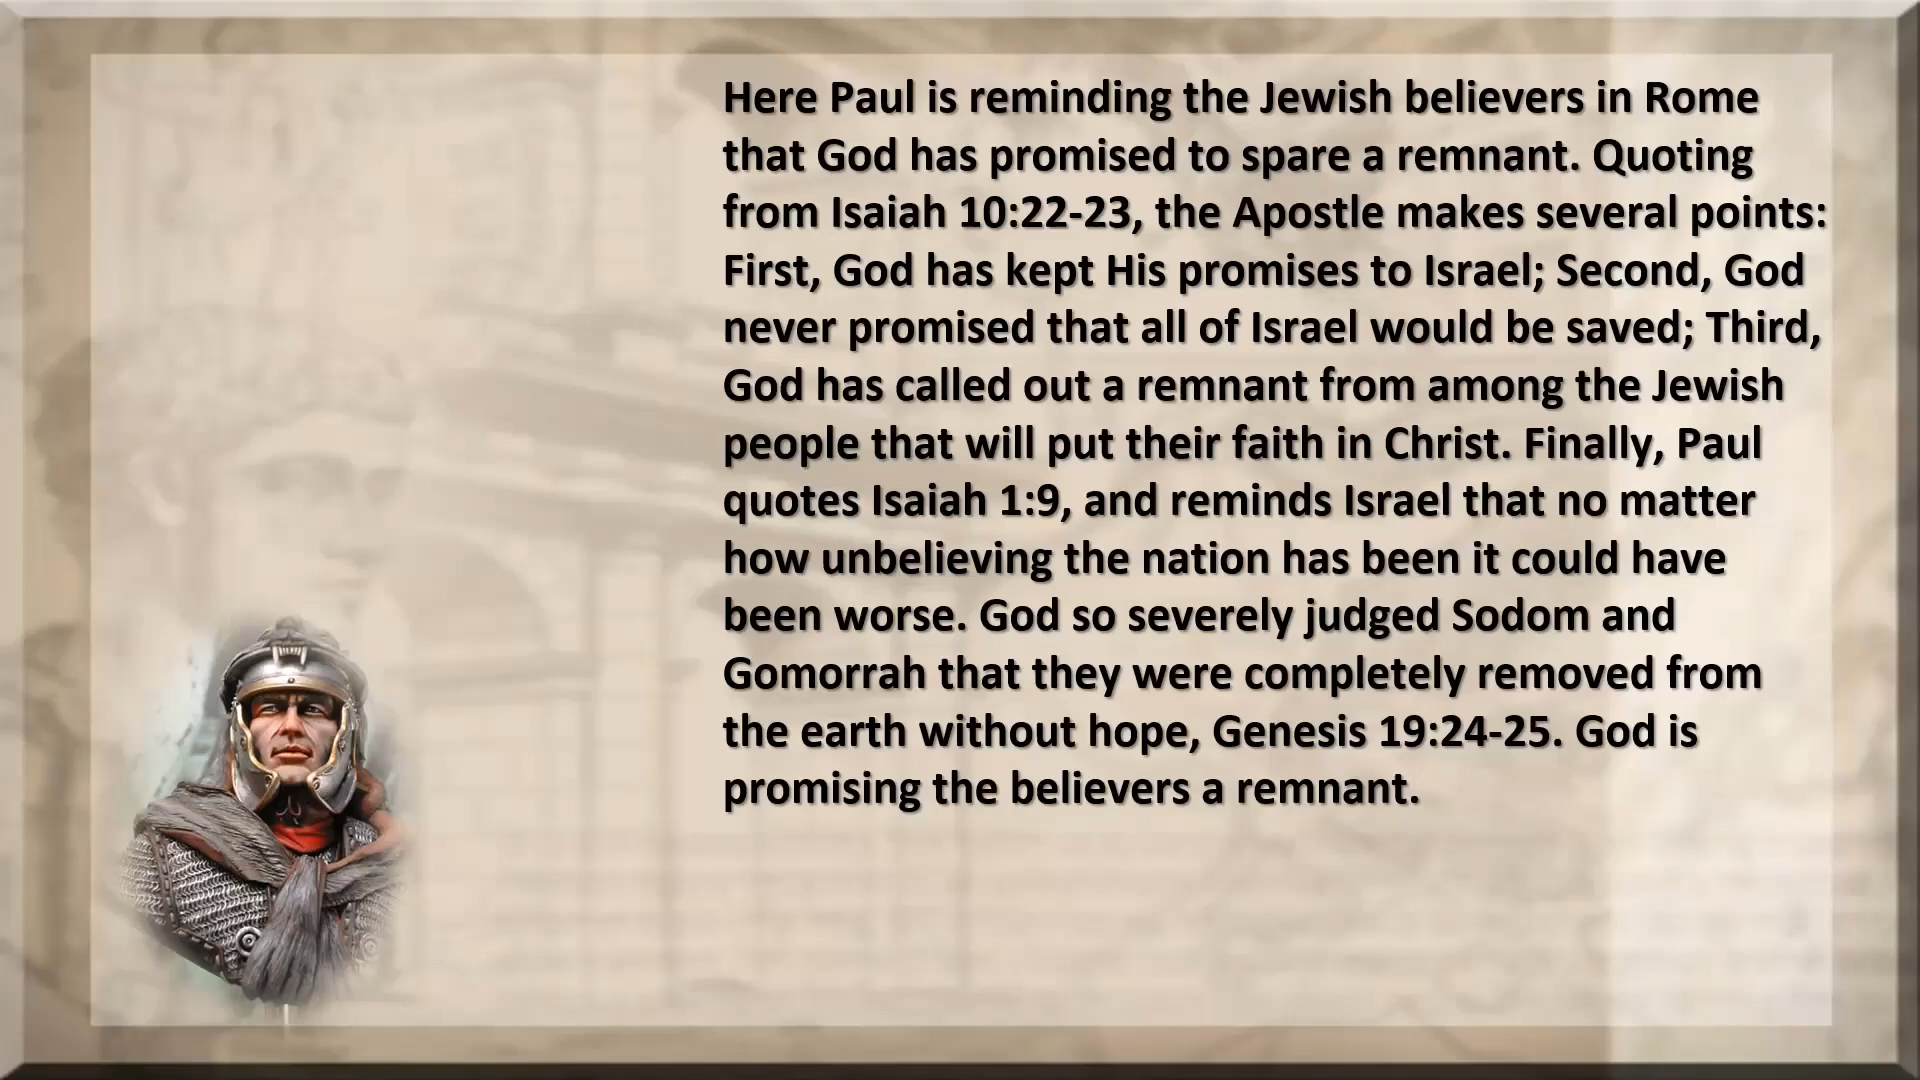 Here Paul is reminding the Jewish believers in Rome
that God has promised to spare a remnant. Quoting
from Isaiah 10:22-23, the Apostle makes several points:
First, God has kept His promises to Israel; Second, God
never promised that all of Israel would be saved; Third,
God has called out a remnant from among the Jewish
people that will put their faith in Christ. Finally, Paul
quotes Isaiah 1:9, and reminds Israel that no matter
how unbelieving the nation has been it could have
been worse. God so severely judged Sodom and
Gomorrah that they were completely removed from
the earth without hope, Genesis 19:24-25. God is
promising the believers a remnant.